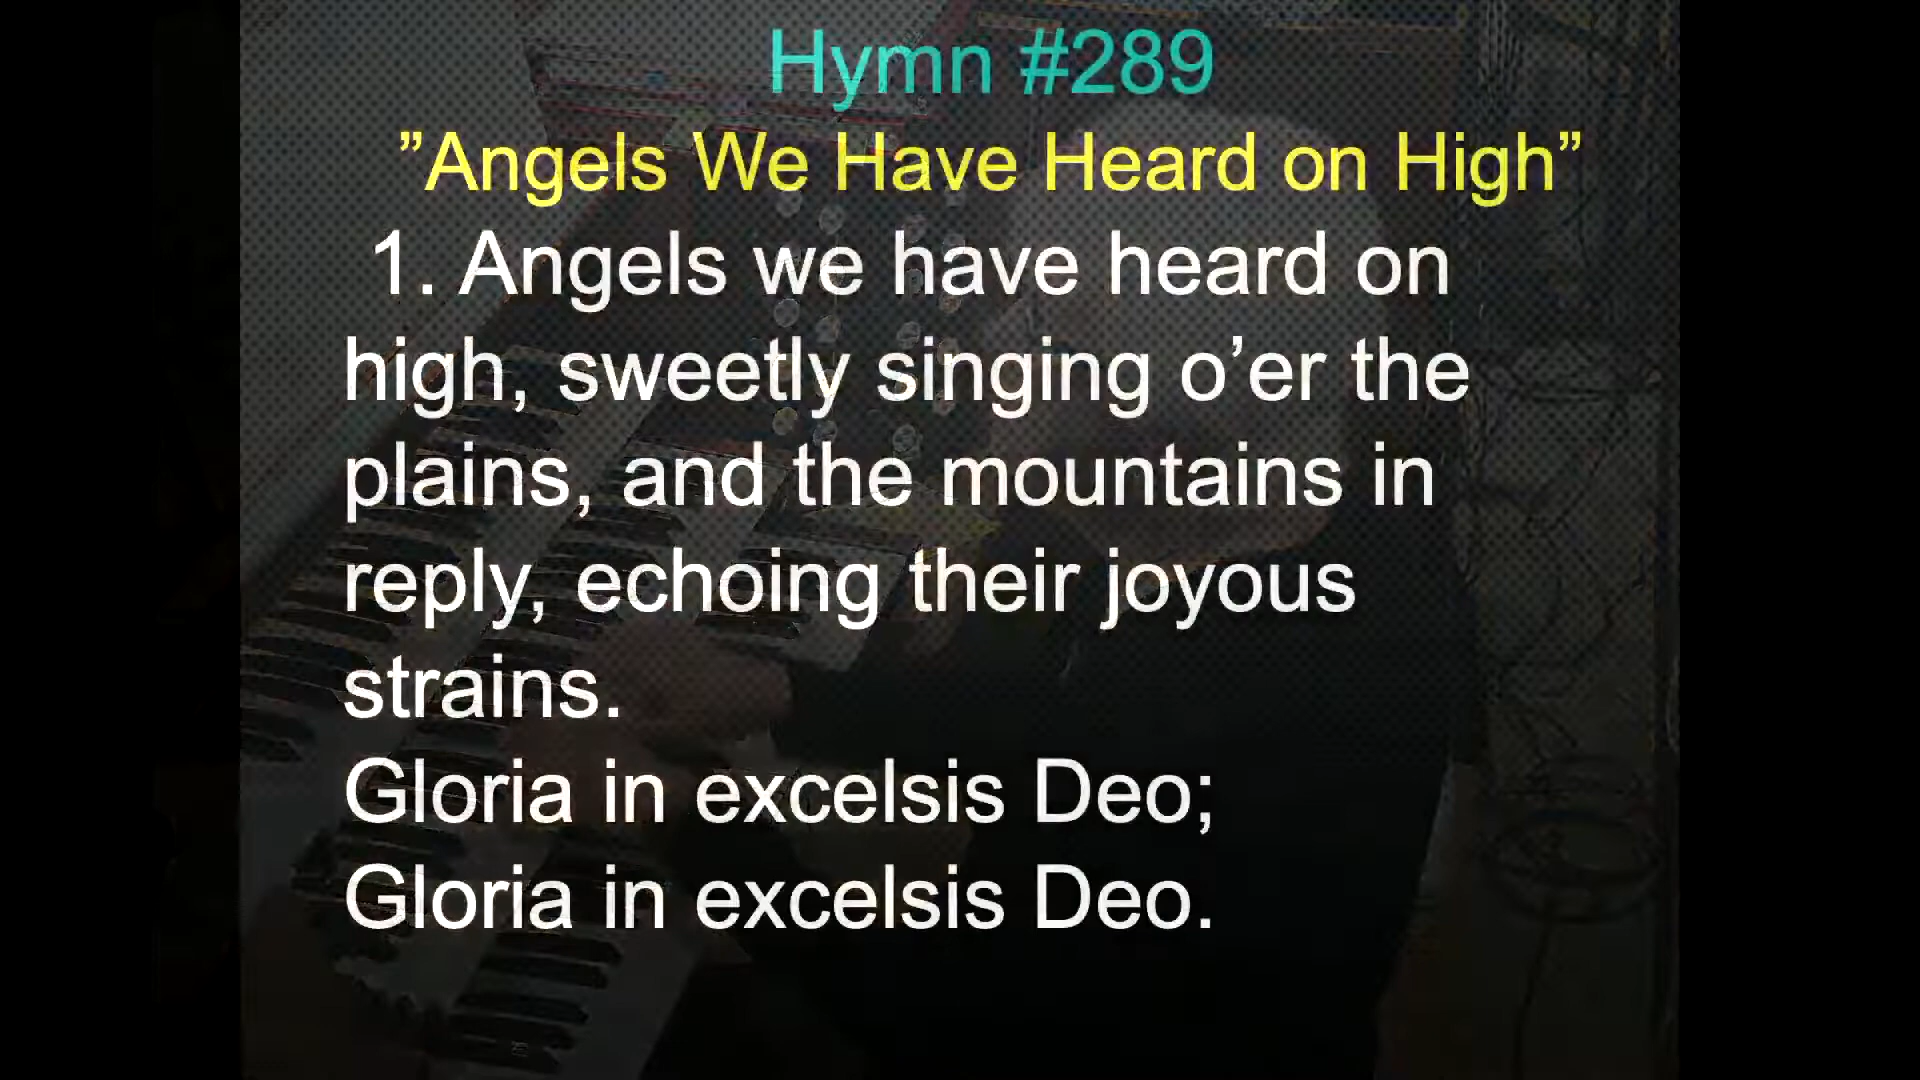 Hymn #289
”Angels We Have Heard on High”
1. Angels we have heard on
high, sweetly singing o’er the
plains, and the mountains in
reply, echoing their joyous
strains.
Gloria in excelsis Deo;
Gloria in excelsis Deo.